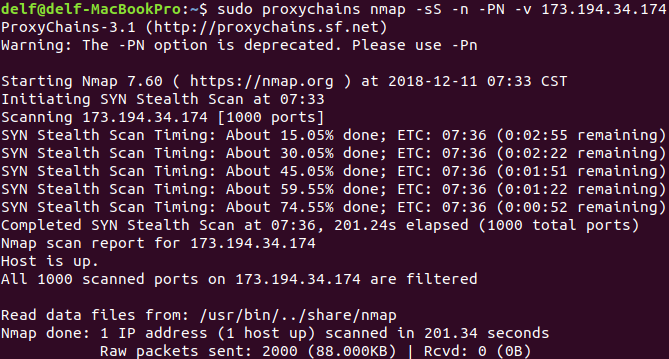 delf@delf-MacBookPro:~$ sudo proxychains nmap -sS -n -PN -v 173.194.34.174
ProxyChains-3.1 (http://proxychains.sf.net)
Warning: The -PN option is deprecated. Please use -Pn

Starting Nmap 7.60 ( https://nmap.org ) at 2018-12-11 07:33 CST
Initiating SYN Stealth Scan at 07:33
Scanning 173.194.34.174 [1000 ports]
SYN Stealth Scan Timing: About 15.05% done; ETC: 07:36 (0:02:55 remaining)
SYN Stealth Scan Timing: About 30.05% done; ETC: 07:36 (0:02:22 remaining)
SYN Stealth Scan Timing: About 45.05% done; ETC: 07:36 (0:01:51 remaining)
SYN Stealth Scan Timing: About 59.55% done; ETC: 07:36 (0:01:22 remaining)
SYN Stealth Scan Timing: About 74.55% done; ETC: 07:36 (0:00:52 remaining)
Completed SYN Stealth Scan at 07:36, 201.24s elapsed (1000 total ports)
Nmap scan report for 173.194.34.174
Host is up.
All 1000 scanned ports on 173.194.34.174 are filtered

Read data files from: /usr/bin/../share/nmap
Nmap done: 1 IP address (1 host up) scanned in 201.34 seconds
           Raw packets sent: 2000 (88.000KB) | Rcvd: 0 (0B)